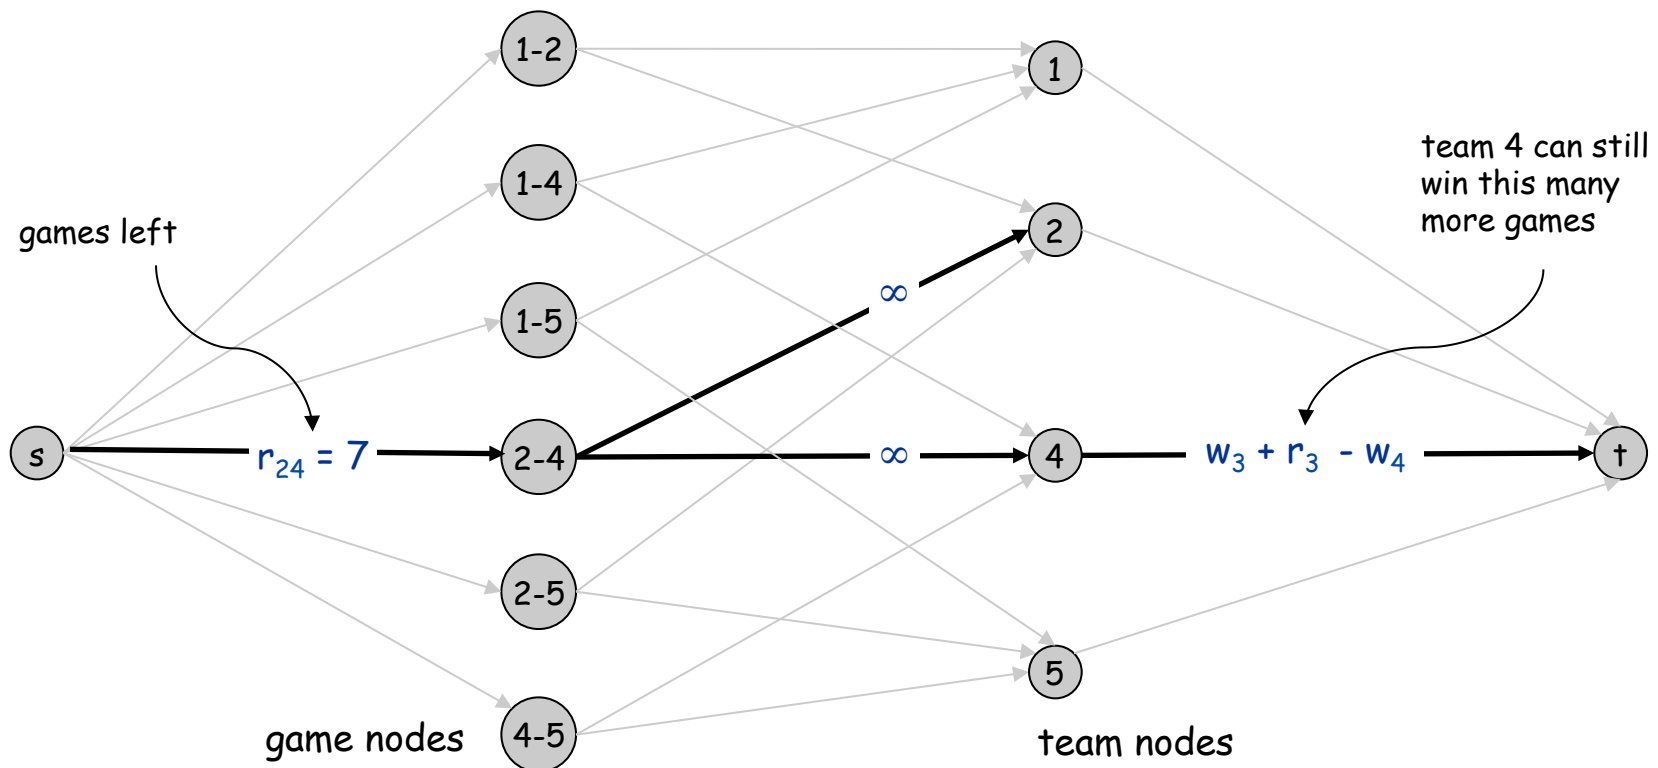 1-2
1
team 4 can still
win this many
more games
1-4
games left
2
∞
1-5
s
r₂₄ = 7
2-4
∞
4
w₃ + r₃ - w₄
t
2-5
5
4-5
game nodes
team nodes